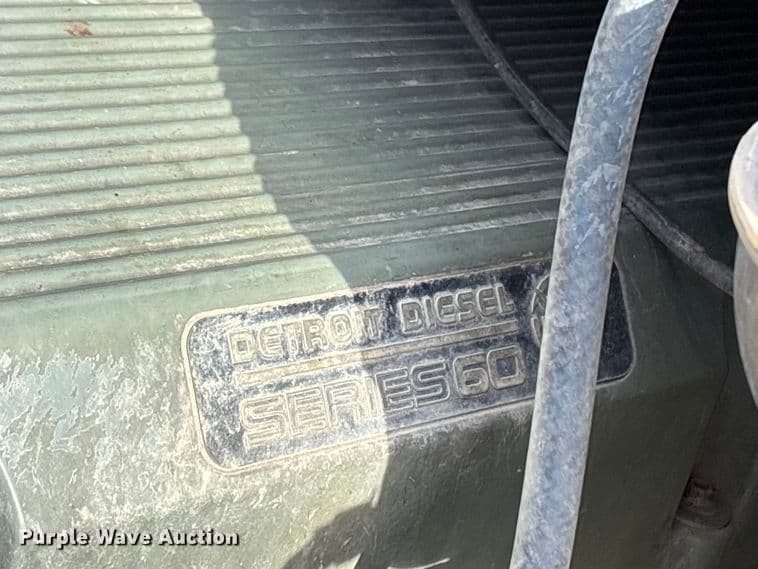 DETROIT DIESEL
SERIES 60
Purple Wave Auction